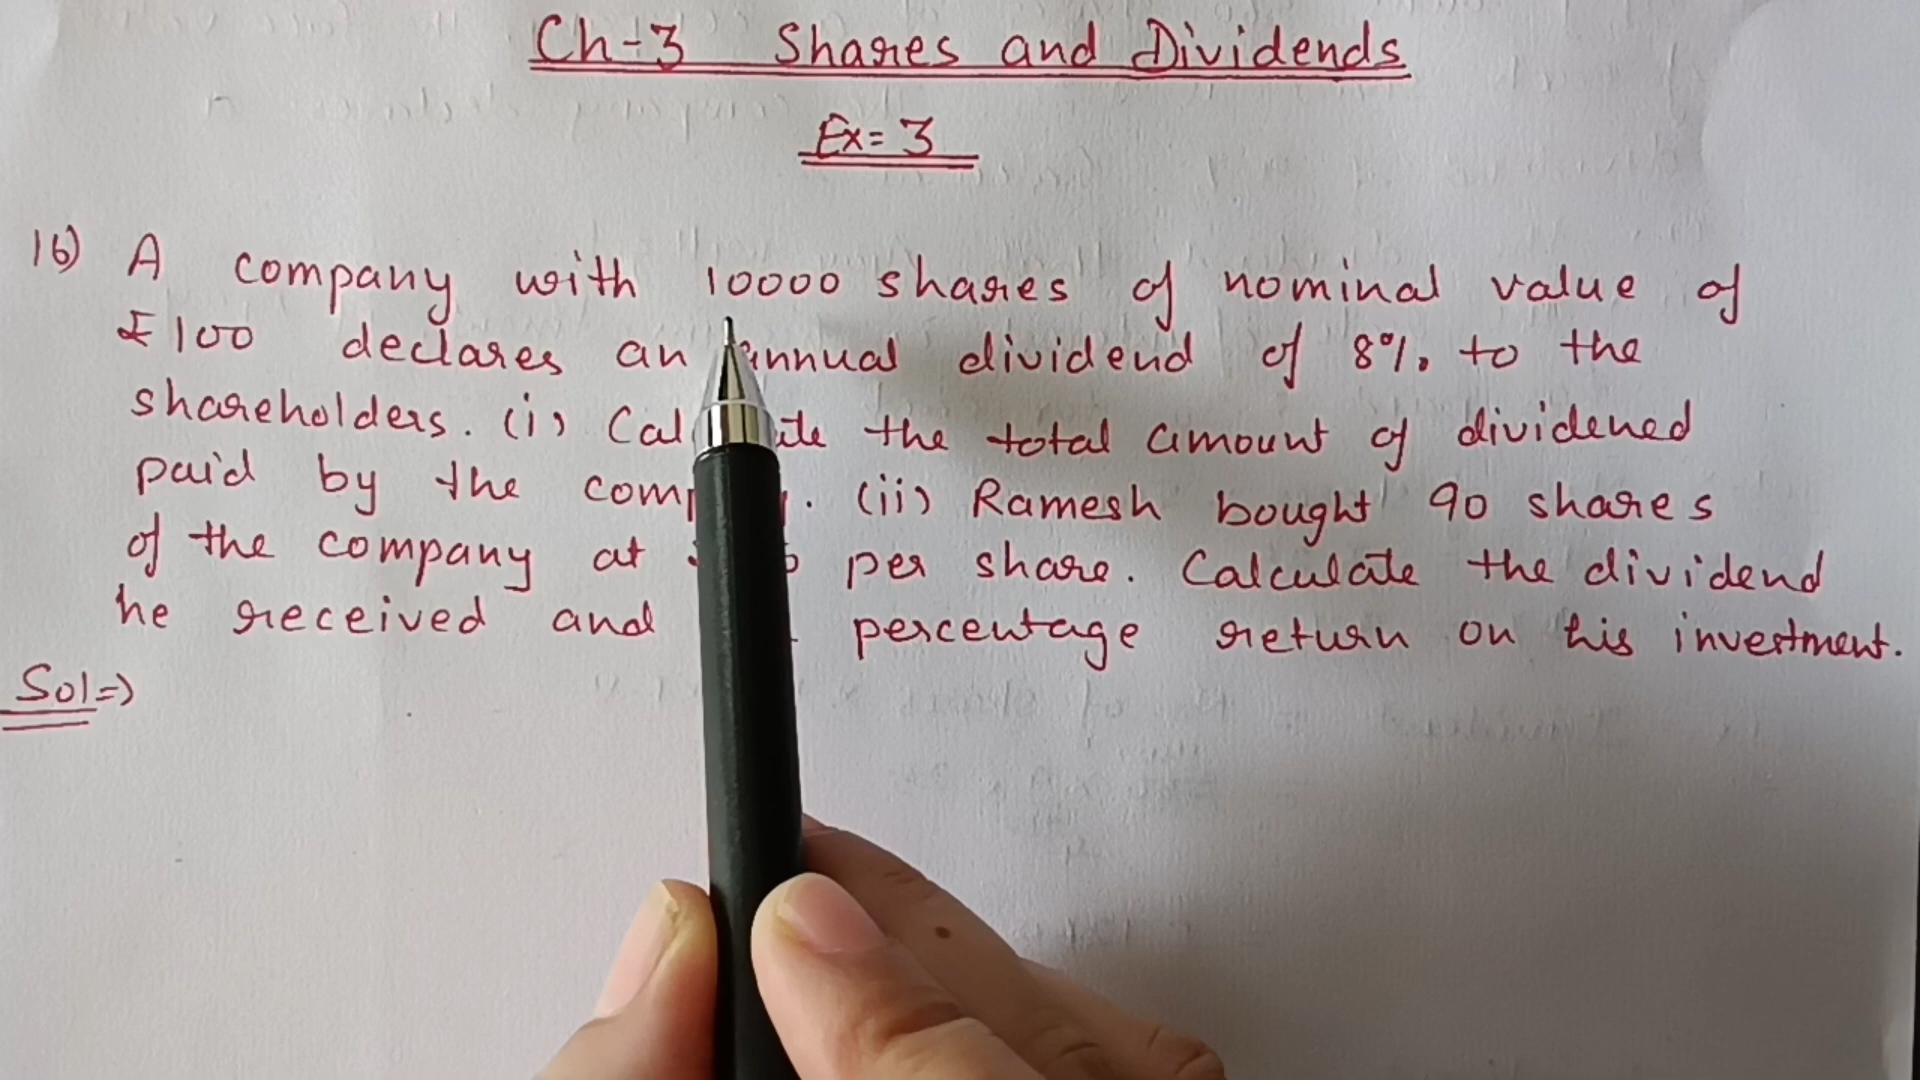 Ch-3 Shares and Dividends
Ex=3
16) A company with 10000 shares of nominal value of
₹100 declares an annual dividend of 8% to the
shareholders. (i) the total amount of dividened
paid by the (ii) Ramesh bought 90 shares
of the company at per share. Calculate the dividend
he received and percentage return on his investment.
Sol=>